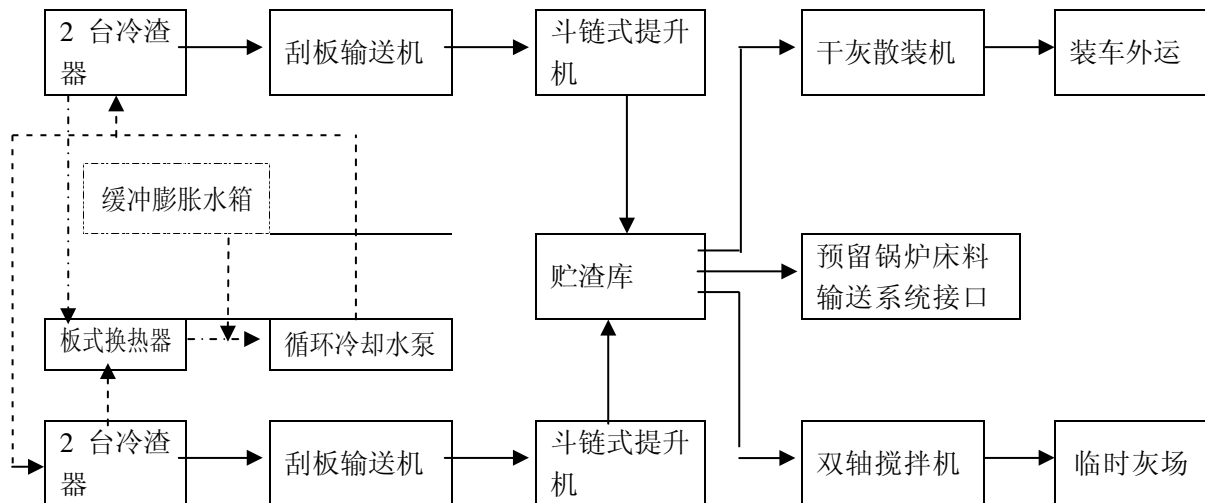 2 台冷渣
器
刮板输送机
斗链式提升
机
干灰散装机
装车外运
缓冲膨胀水箱
贮渣库
预留锅炉床料
输送系统接口
板式换热器
循环冷却水泵
2 台冷渣
器
刮板输送机
斗链式提升
机
双轴搅拌机
临时灰场